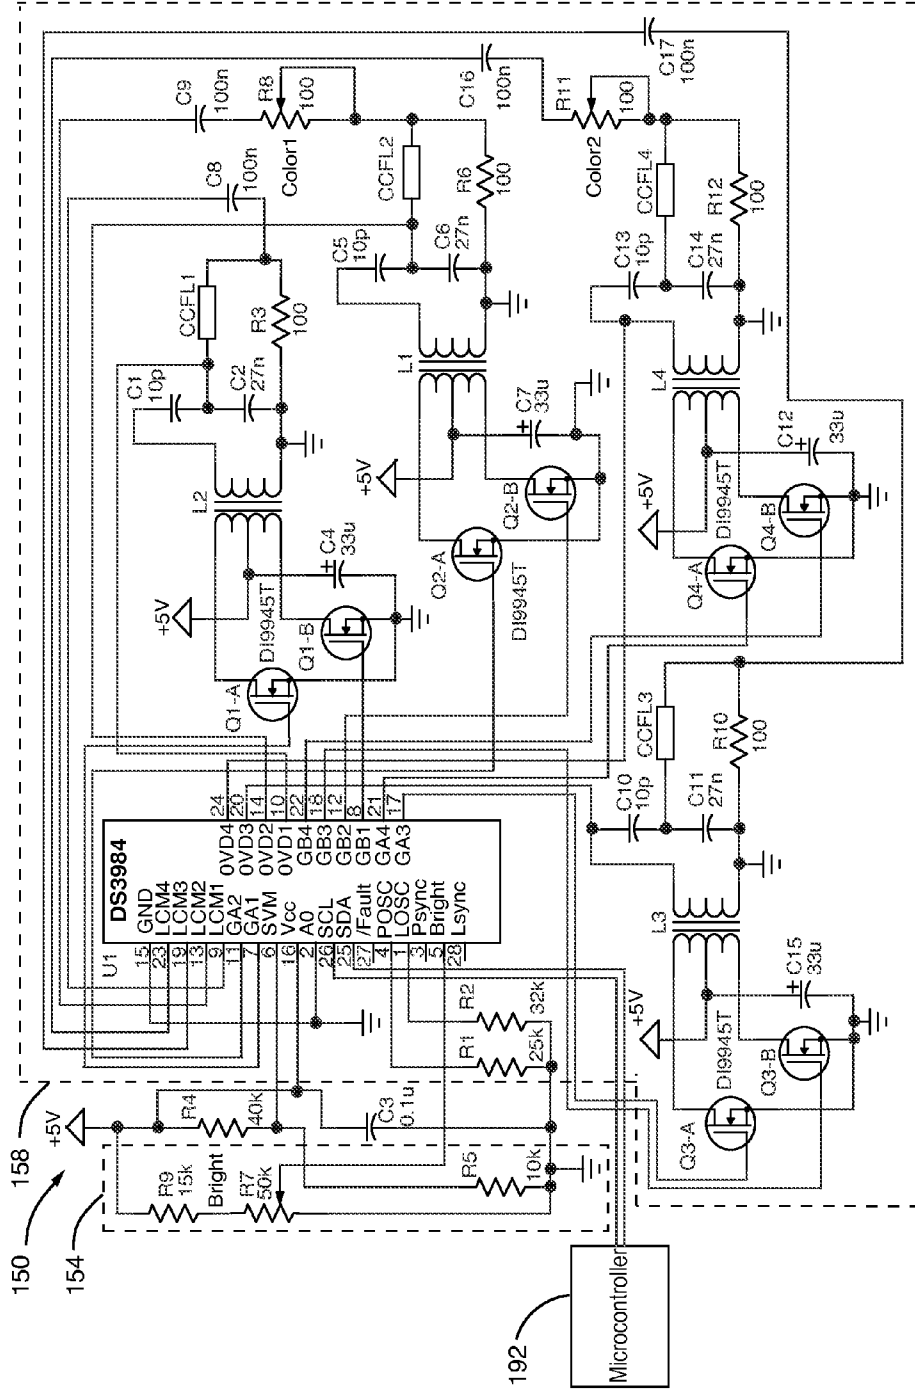 150
154
158
192
Microcontroller
+5V
R9
15k
Bright
R7
50k
R4
40k
C3
0.1u
R5
10k
R1
25k
R2
32k
U1
DS3984
15 GND
23 LCM4
19 LCM3
13 LCM2
9 LCM1
11 GA2
7 GA1
6 SVM
16 Vcc
2 A0
26 SCL
25 SDA
27 /Fault
4 POSC
1 LOSC
3 Psync
5 Bright
28 Lsync
0VD4 24
0VD3 20
0VD2 14
0VD1 10
GB4 22
GB3 18
GB2 12
GB1 8
GA4 21
GA3 17
Q1-A
Q1-B
DI9945T
+5V
C4
33u
L2
C1
10p
C2
27n
CCFL1
R3
100
C8
100n
C9
100n
R8
100
Color1
Q2-A
Q2-B
DI9945T
+5V
C7
33u
L1
C5
10p
C6
27n
CCFL2
R6
100
C16
100n
R11
100
Color2
C17
100n
Q4-A
Q4-B
DI9945T
+5V
C12
33u
L4
C13
10p
C14
27n
CCFL4
R12
100
Q3-A
Q3-B
DI9945T
+5V
C15
33u
L3
C10
10p
C11
27n
CCFL3
R10
100